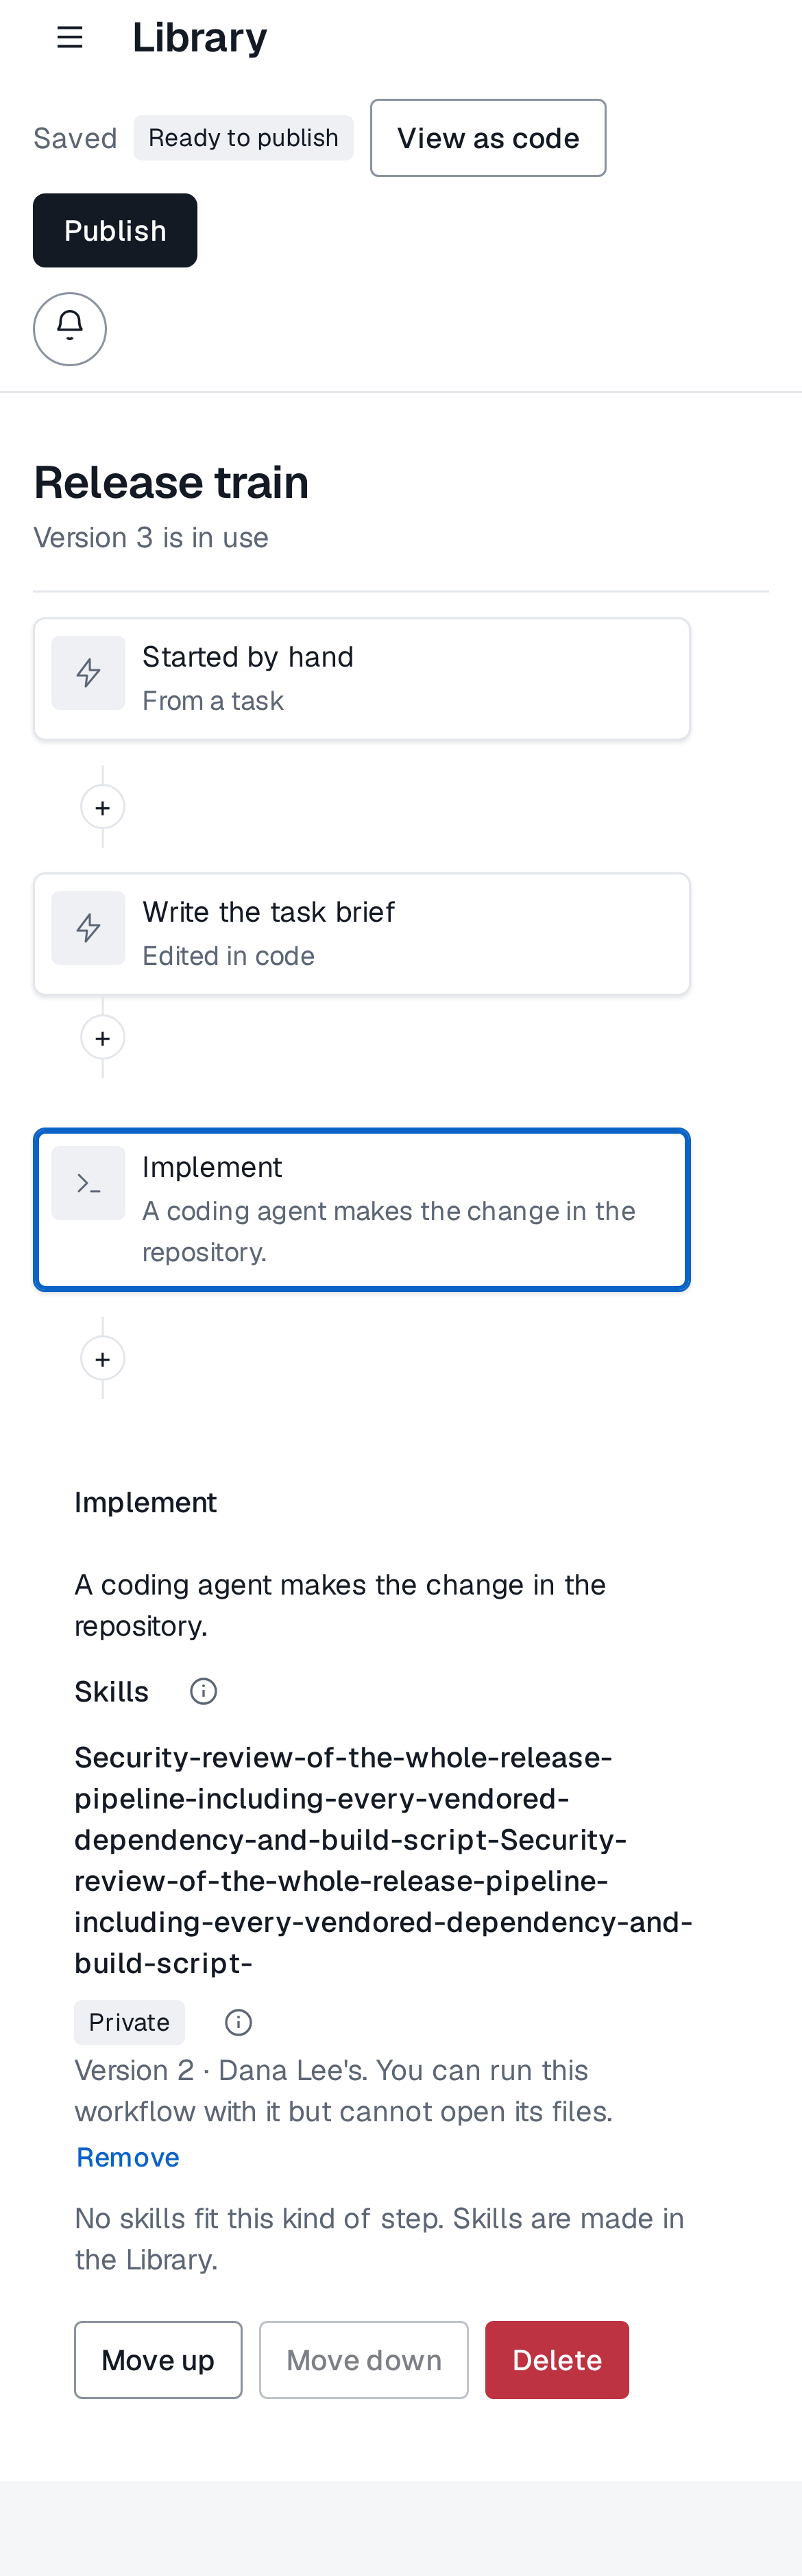 Library
Saved
Ready to publish
View as code
Publish
Release train
Version 3 is in use
Started by hand
From a task
+
Write the task brief
Edited in code
+
Implement
A coding agent makes the change in the
repository.
+
Implement
A coding agent makes the change in the
repository.
Skills
Security-review-of-the-whole-release-
pipeline-including-every-vendored-
dependency-and-build-script-Security-
review-of-the-whole-release-pipeline-
including-every-vendored-dependency-and-
build-script-
Private
Version 2 · Dana Lee's. You can run this
workflow with it but cannot open its files.
Remove
No skills fit this kind of step. Skills are made in
the Library.
Move up
Move down
Delete